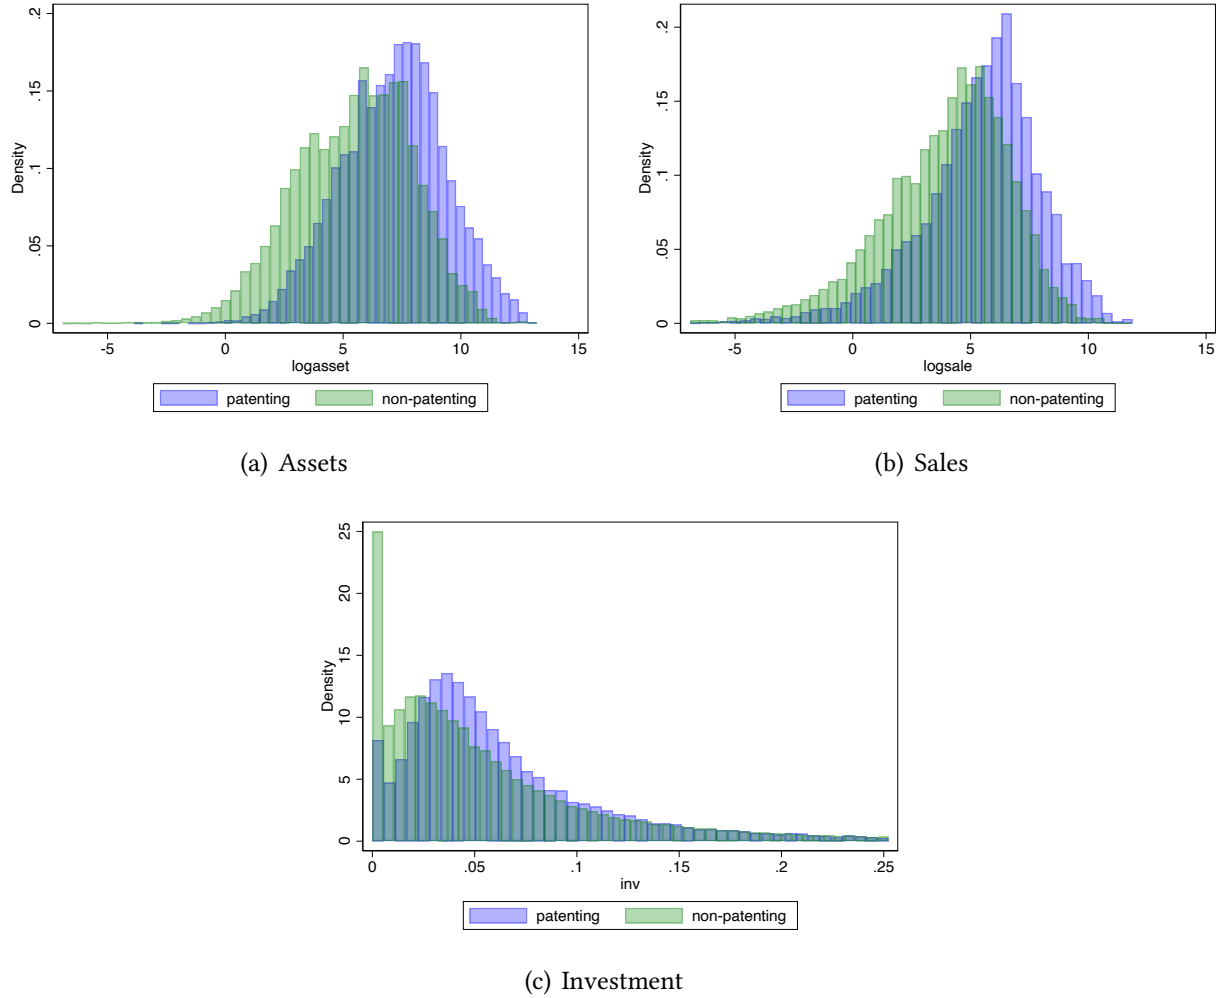 Density
0 .05 .1 .15 .2
-5 0 5 10 15
logasset
patenting non-patenting
(a) Assets
Density
0 .05 .1 .15 .2
-5 0 5 10 15
logsale
patenting non-patenting
(b) Sales
Density
0 5 10 15 20 25
0 .05 .1 .15 .2 .25
inv
patenting non-patenting
(c) Investment